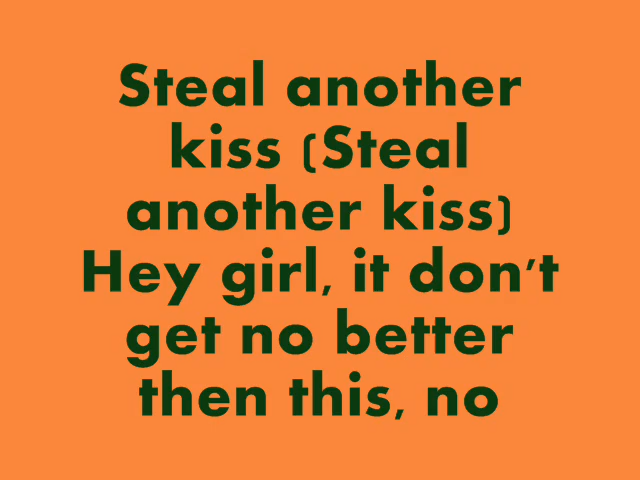 Steal another
kiss (Steal
another kiss)
Hey girl, it don't
get no better
then this, no